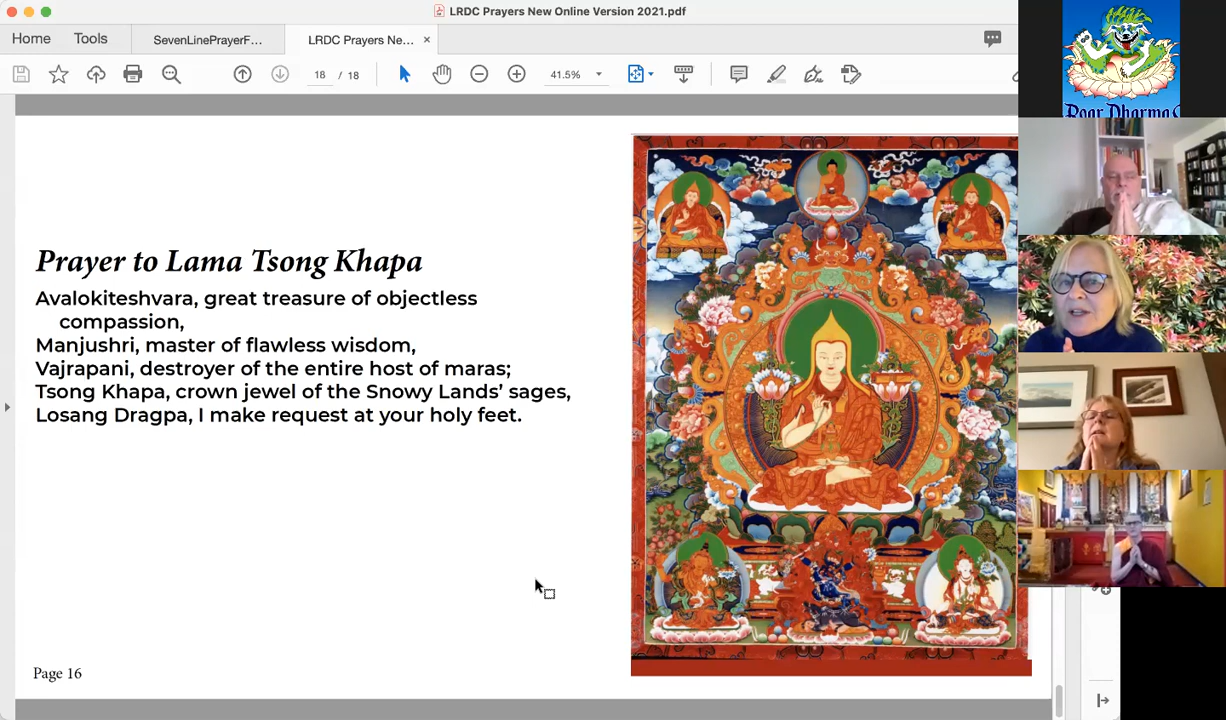 LRDC Prayers New Online Version 2021.pdf
Home
Tools
SevenLinePrayerF...
LRDC Prayers Ne...
×
18 / 18
41.5%
Prayer to Lama Tsong Khapa
Avalokiteshvara, great treasure of objectless
compassion,
Manjushri, master of flawless wisdom,
Vajrapani, destroyer of the entire host of maras;
Tsong Khapa, crown jewel of the Snowy Lands’ sages,
Losang Dragpa, I make request at your holy feet.
Page 16
Roar Dharma